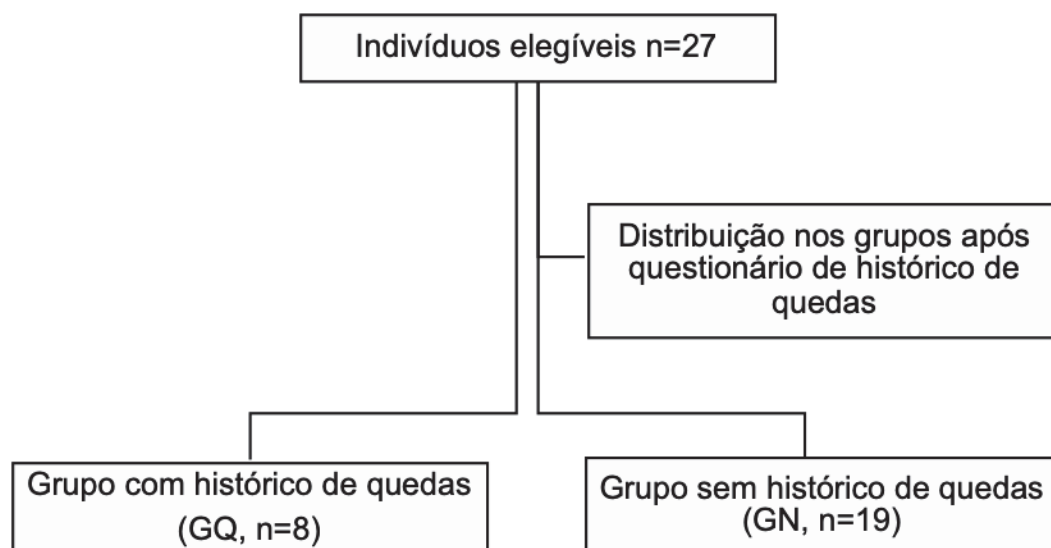 Indivíduos elegíveis n=27
Distribuição nos grupos após
questionário de histórico de
quedas
Grupo com histórico de quedas
(GQ, n=8)
Grupo sem histórico de quedas
(GN, n=19)